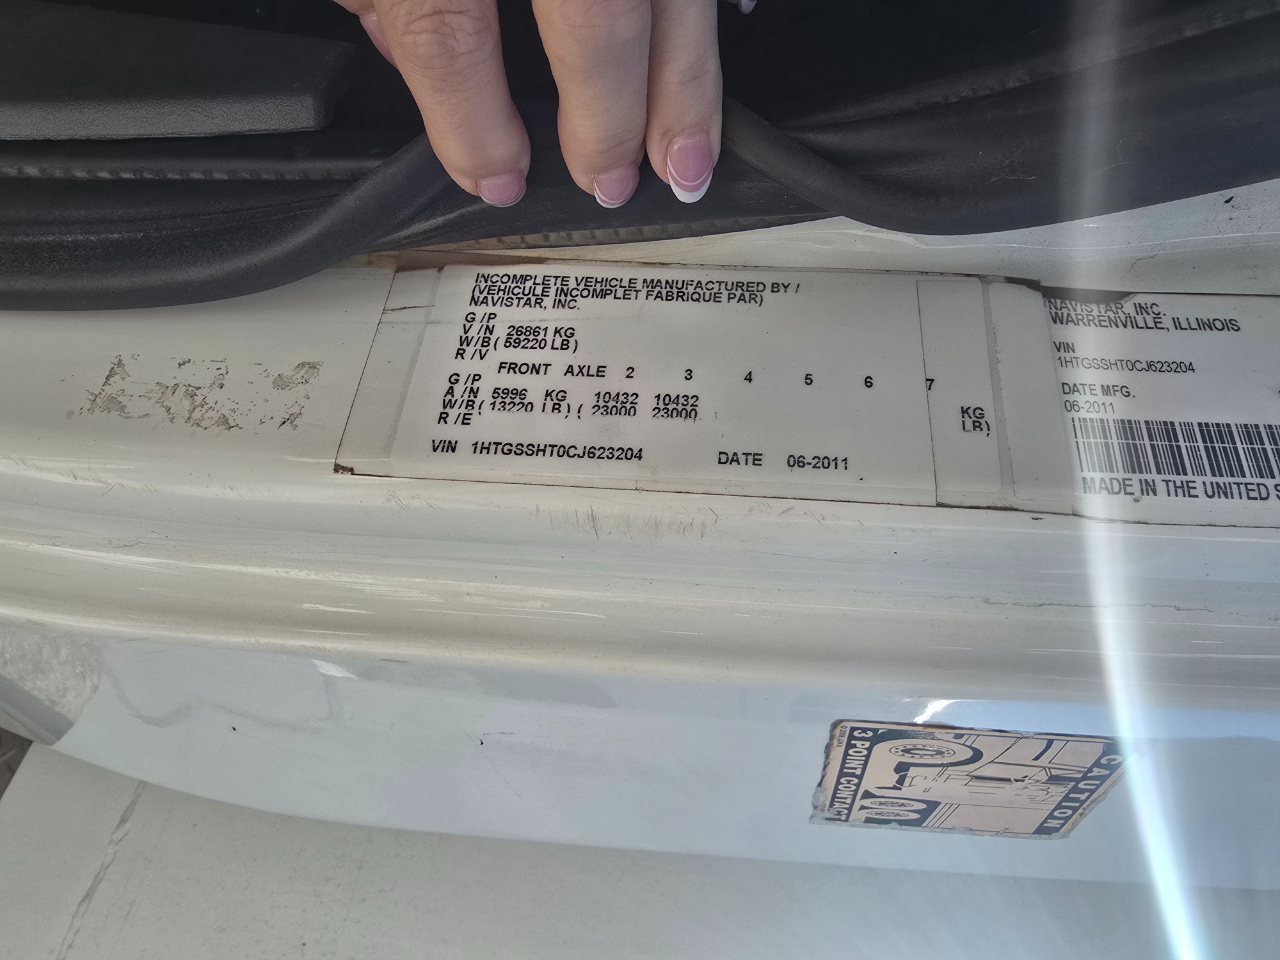 INCOMPLETE VEHICLE MANUFACTURED BY /
(VEHICULE INCOMPLET FABRIQUE PAR)
NAVISTAR, INC.
G/P
V/N 26861 KG
W/B ( 59220 LB )
R/V
FRONT AXLE 2 3 4 5 6 7
G/P
A/N 5996 KG 10432 10432 KG
W/B ( 13220 LB ) ( 23000 23000 LB)
R/E
VIN 1HTGSSHT0CJ623204 DATE 06-2011
NAVISTAR, INC.
WARRENVILLE, ILLINOIS
VIN
1HTGSSHT0CJ623204
DATE MFG.
06-2011
MADE IN THE UNITED S
CAUTION
3 POINT CONTACT